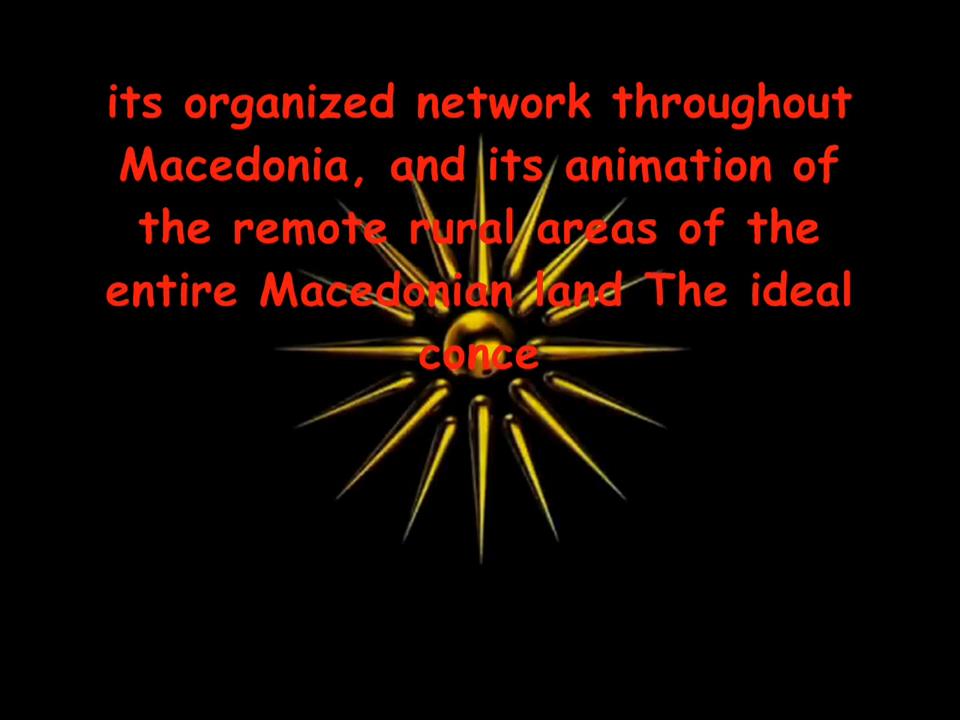 its organized network throughout
Macedonia, and its animation of
the remote rural areas of the
entire Macedonian land The ideal
conce